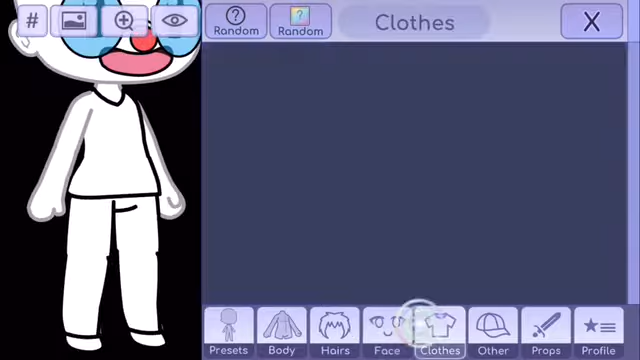 #
Random
Random
Clothes
X
Presets
Body
Hairs
Face
Clothes
Other
Props
Profile